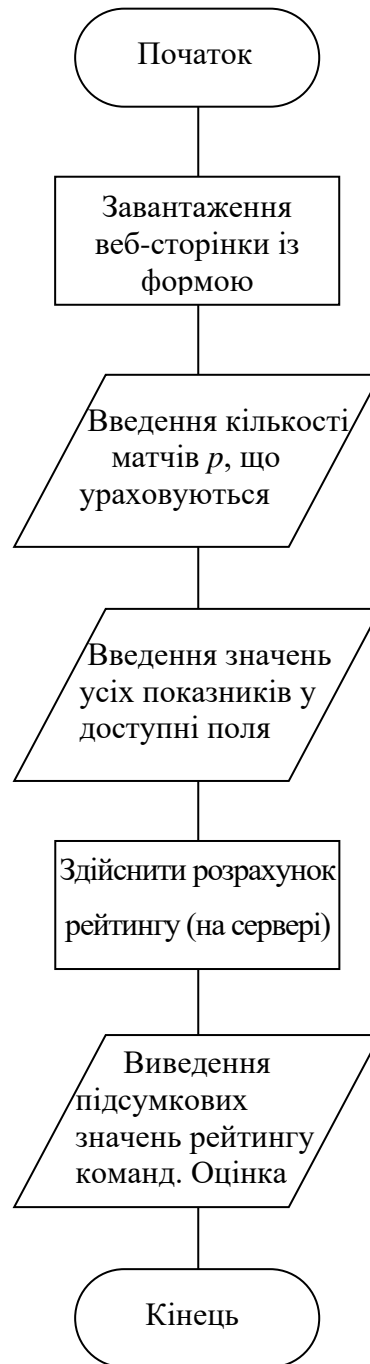 Початок
Завантаження
веб-сторінки із
формою
Введення кількості
матчів p, що
ураховуються
Введення значень
усіх показників у
доступні поля
Здійснити розрахунок
рейтингу (на сервері)
Виведення
підсумкових
значень рейтингу
команд. Оцінка
Кінець